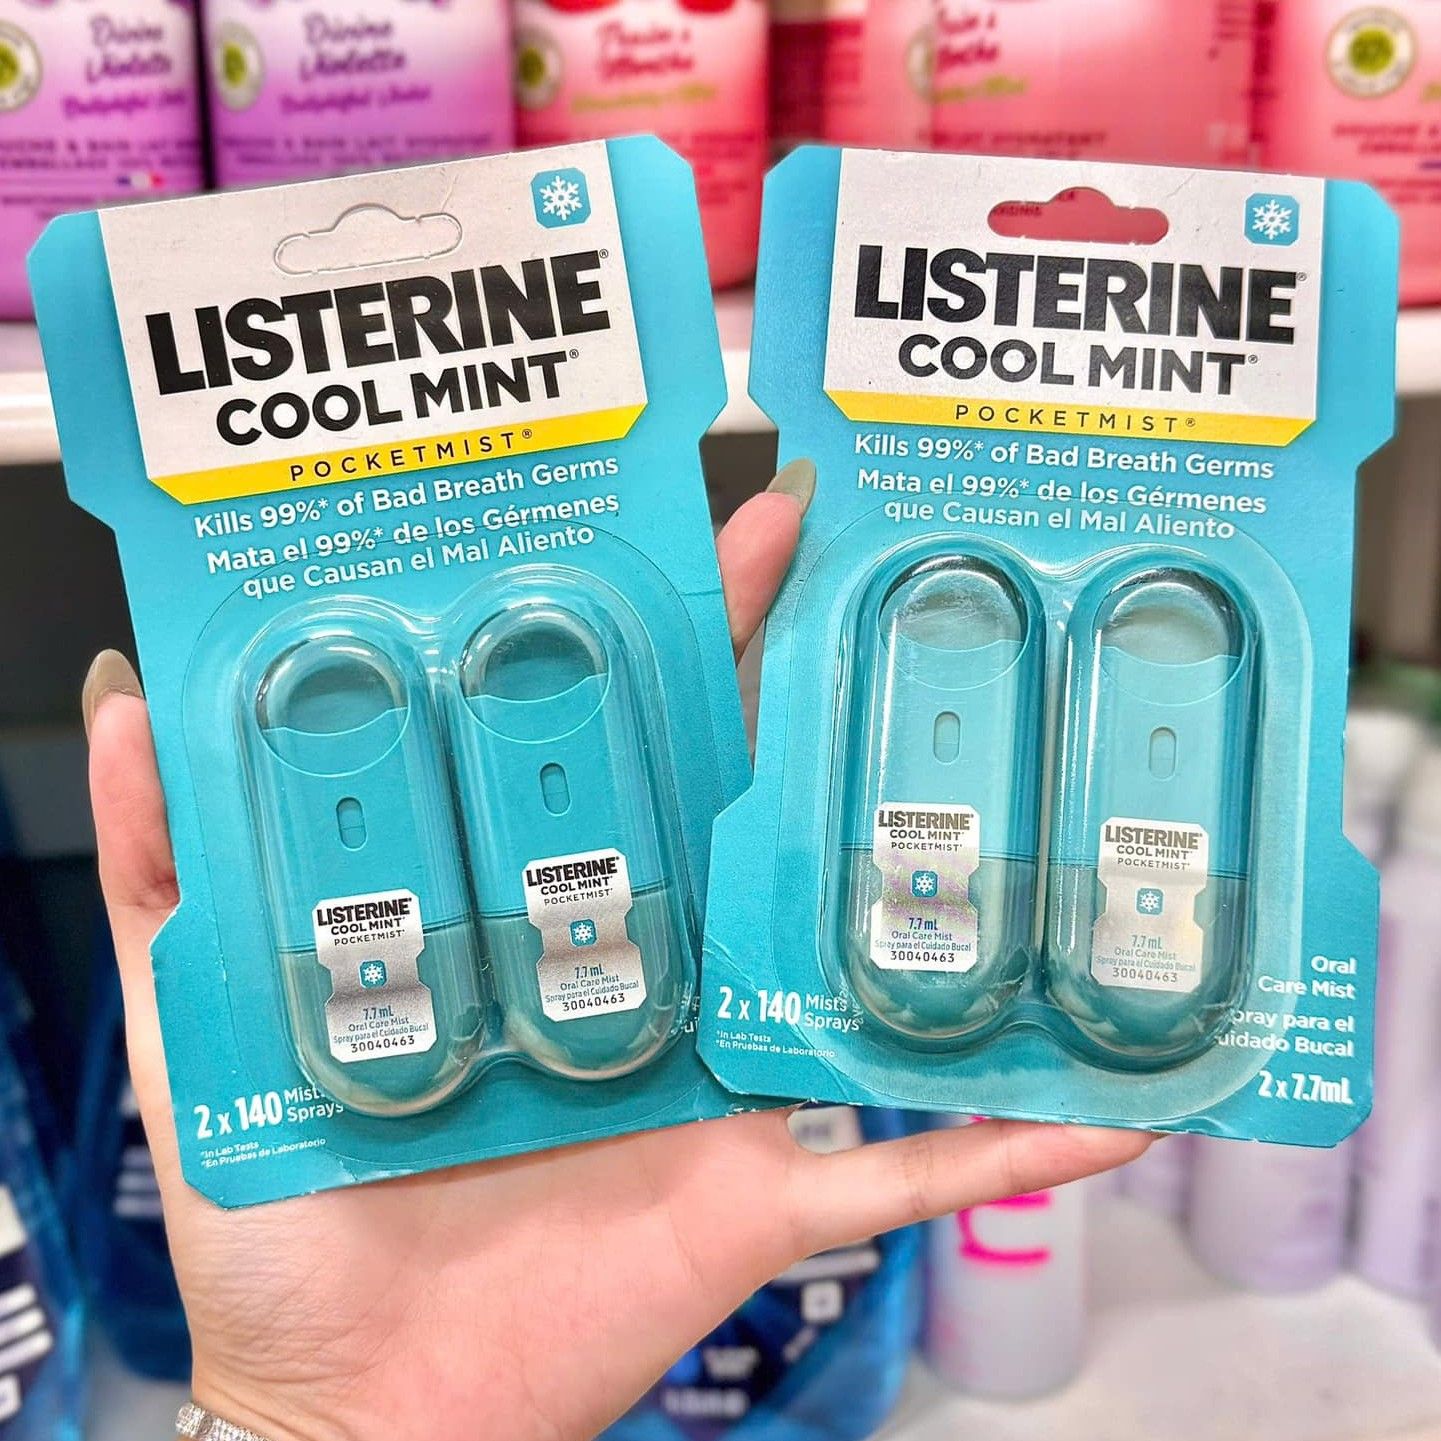 Divine
Violette
Divine
Violette
LISTERINE®
COOL MINT®
POCKETMIST®
Kills 99%* of Bad Breath Germs
Mata el 99%* de los Gérmenes
que Causan el Mal Aliento
LISTERINE®
COOL MINT®
POCKETMIST®
7.7 mL
Oral Care Mist
Spray para el Cuidado Bucal
30040463
LISTERINE®
COOL MINT®
POCKETMIST®
7.7 mL
Oral Care Mist
Spray para el Cuidado Bucal
30040463
2 x 140 Mists
Sprays
*In Lab Tests
*En Pruebas de Laboratorio
LISTERINE®
COOL MINT®
POCKETMIST®
Kills 99%* of Bad Breath Germs
Mata el 99%* de los Gérmenes
que Causan el Mal Aliento
LISTERINE®
COOL MINT®
POCKETMIST®
7.7 mL
Oral Care Mist
Spray para el Cuidado Bucal
30040463
LISTERINE®
COOL MINT®
POCKETMIST®
7.7 mL
Oral Care Mist
Spray para el Cuidado Bucal
30040463
2 x 140 Mists
Sprays
*In Lab Tests
*En Pruebas de Laboratorio
Oral
Care Mist
pray para el
uidado Bucal
2 x 7.7mL